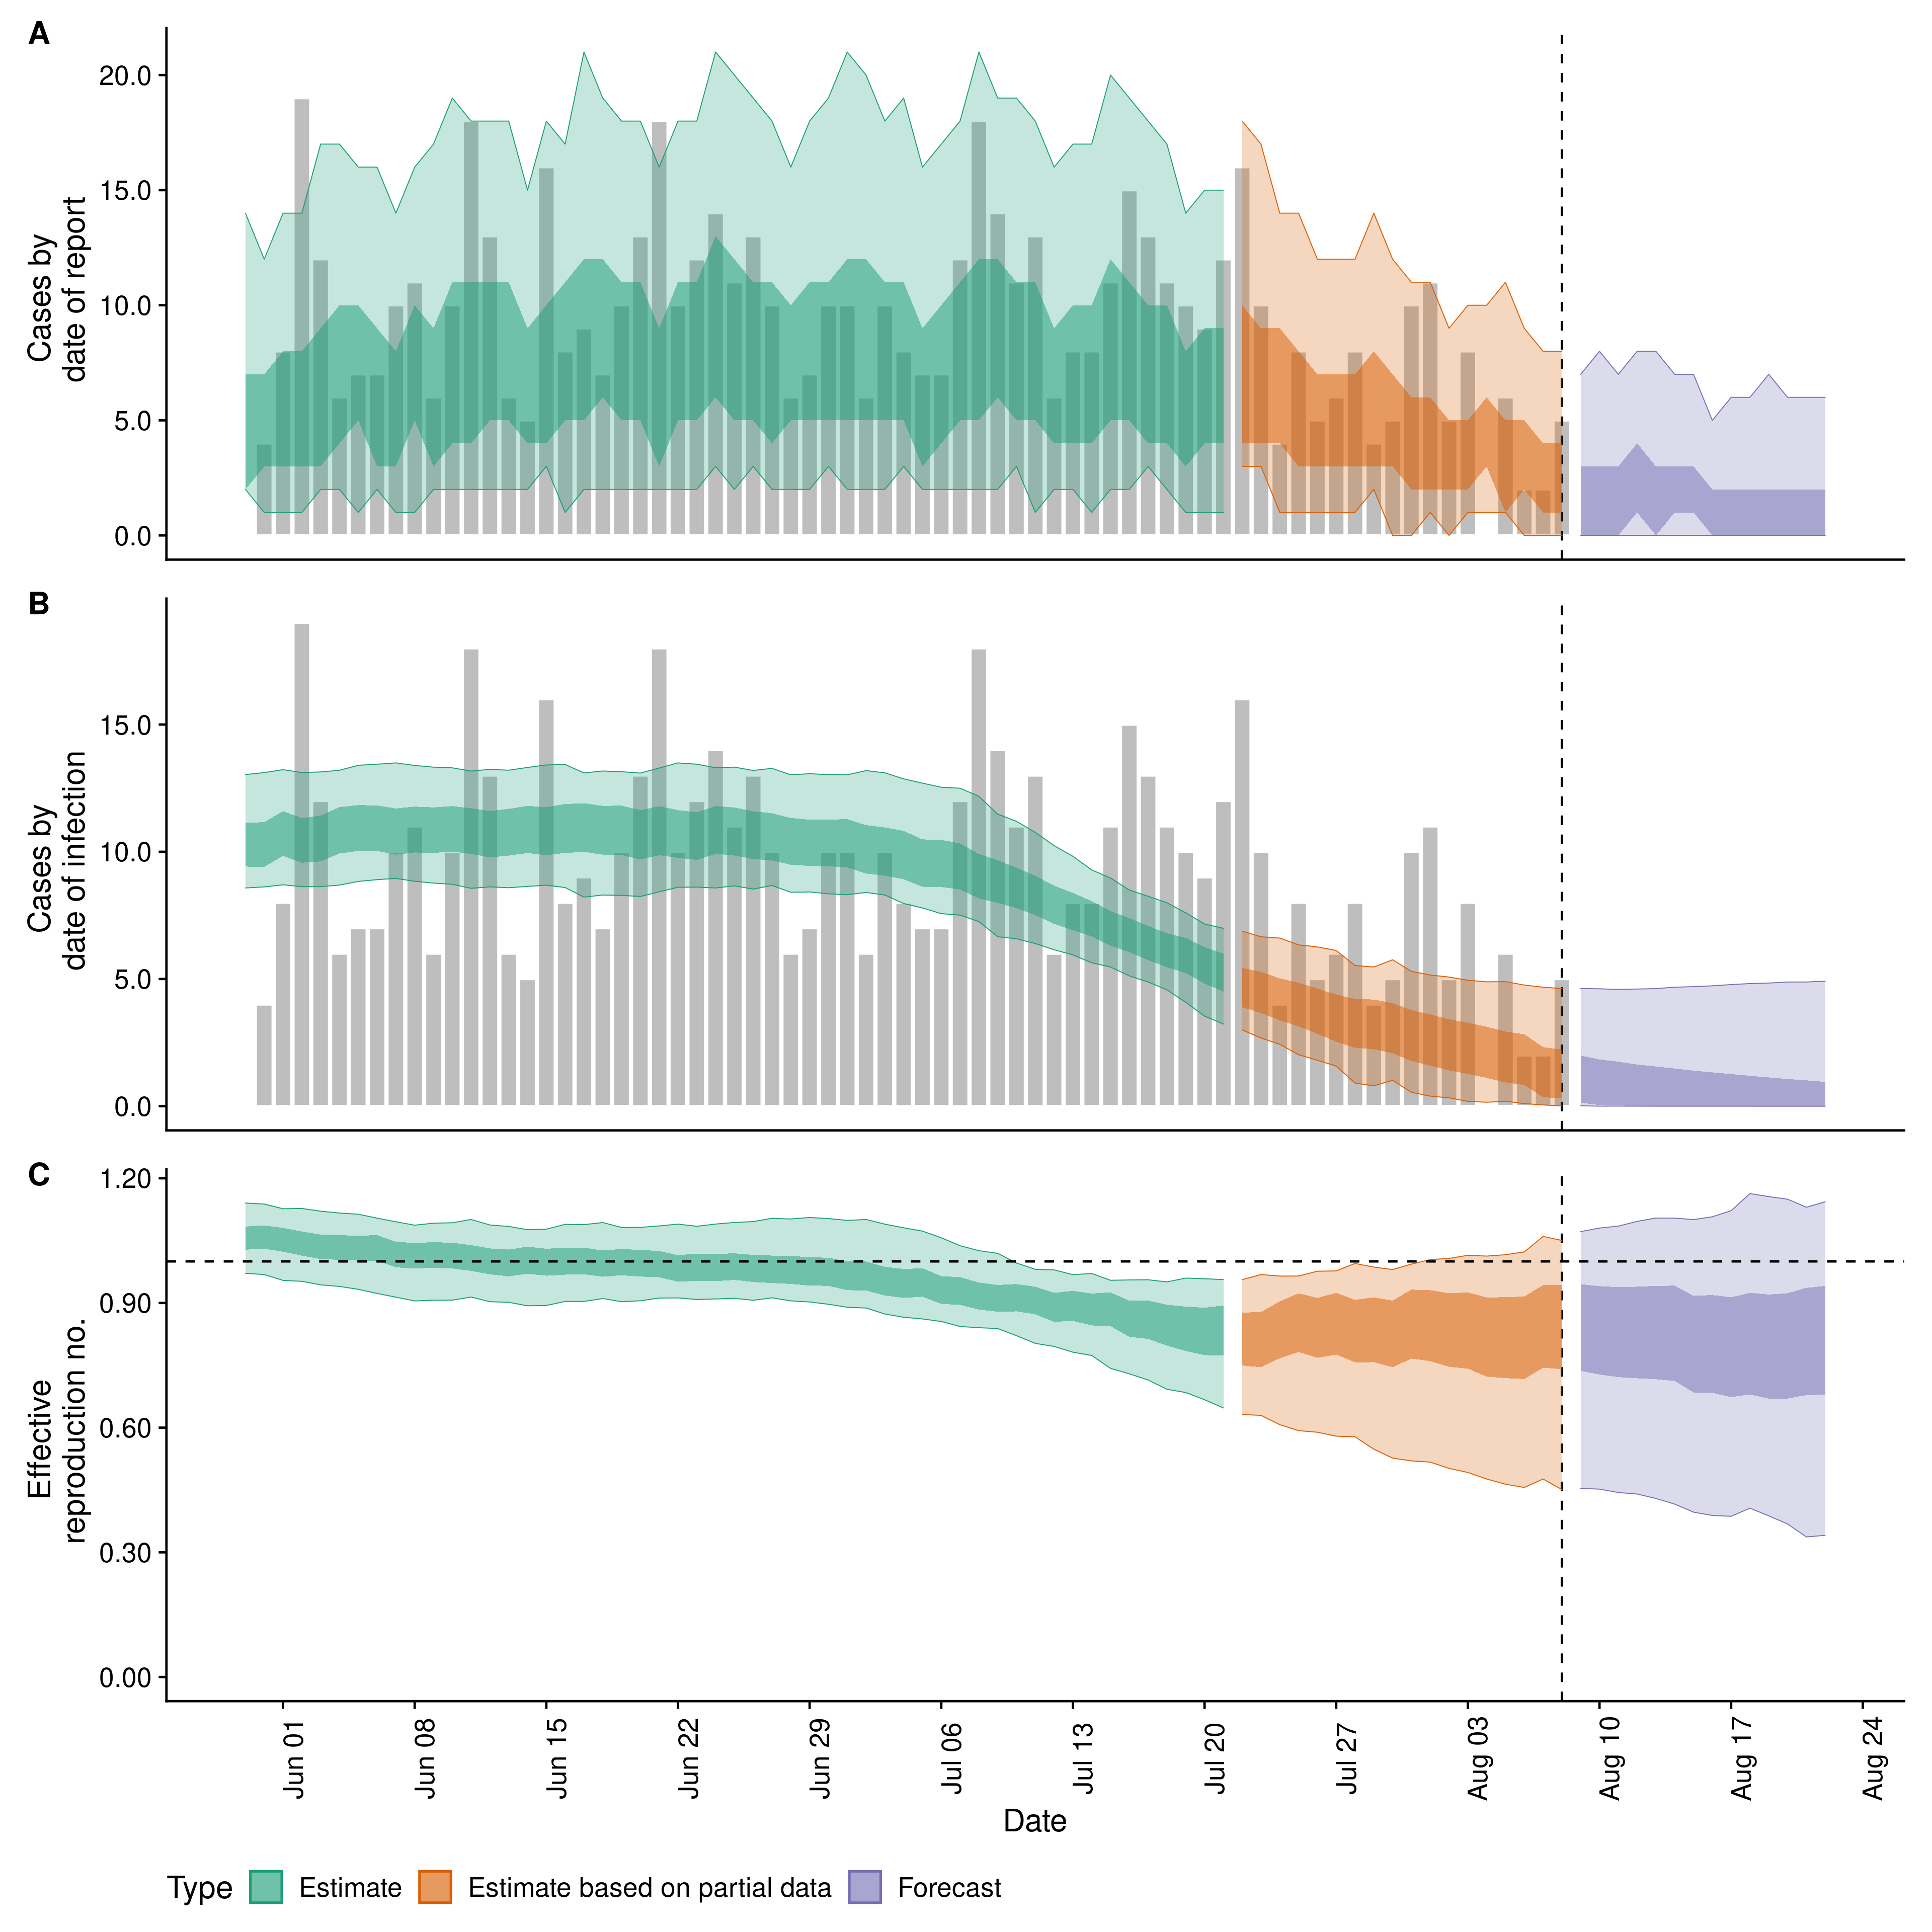 A
Cases by
date of report
20.0
15.0
10.0
5.0
0.0
B
Cases by
date of infection
15.0
10.0
5.0
0.0
C
Effective
reproduction no.
1.20
0.90
0.60
0.30
0.00
Jun 01
Jun 08
Jun 15
Jun 22
Jun 29
Jul 06
Jul 13
Jul 20
Jul 27
Aug 03
Aug 10
Aug 17
Aug 24
Date
Type Estimate Estimate based on partial data Forecast